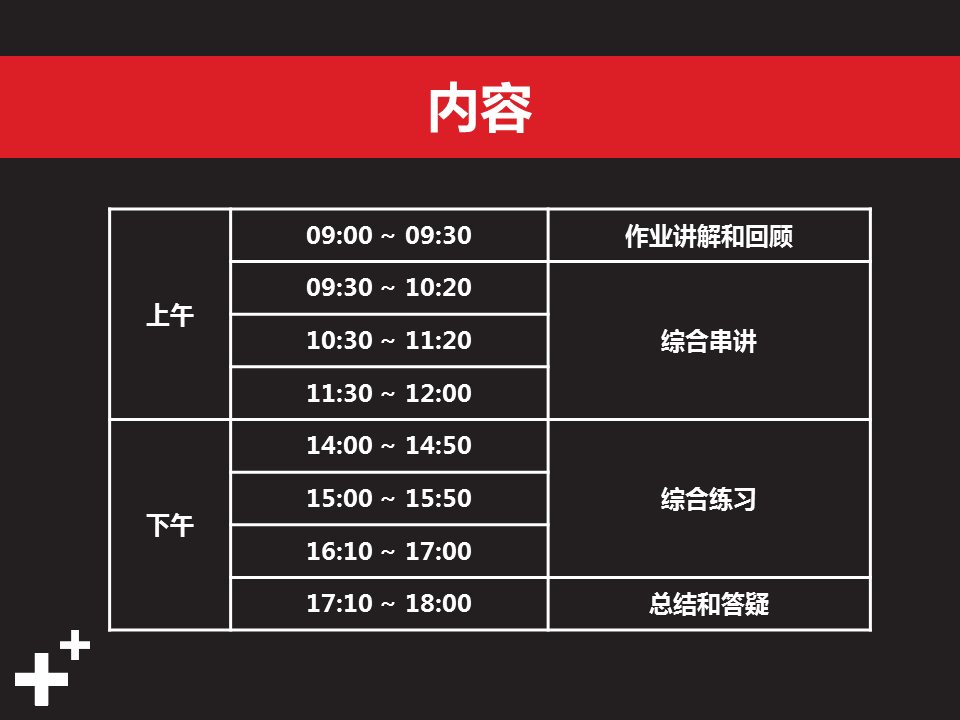 内容
上午
09:00 ~ 09:30
作业讲解和回顾
09:30 ~ 10:20
综合串讲
10:30 ~ 11:20
11:30 ~ 12:00
下午
14:00 ~ 14:50
综合练习
15:00 ~ 15:50
16:10 ~ 17:00
17:10 ~ 18:00
总结和答疑